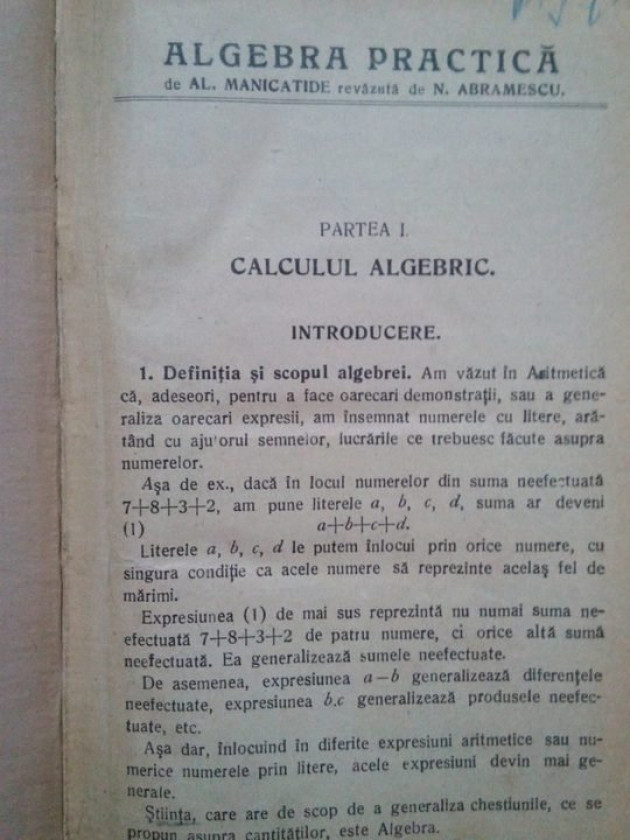 ALGEBRA PRACTICĂ
de AL. MANICATIDE revăzută de N. ABRAMESCU.
PARTEA I.
CALCULUL ALGEBRIC.
INTRODUCERE.
1. Definiția și scopul algebrei. Am văzut în Aritmetică
că, adeseori, pentru a face oarecari demonstrații, sau a gene-
raliza oarecari expresii, am însemnat numerele cu litere, ară-
tând cu ajutorul semnelor, lucrările ce trebuesc făcute asupra
numerelor.
Așa de ex., dacă în locul numerelor din suma neefectuată
7+8+3+2, am pune literele a, b, c, d, suma ar deveni
(1) a+b+c+d.
Literele a, b, c, d le putem înlocui prin orice numere, cu
singura condiție ca acele numere să reprezinte acelaș fel de
mărimi.
Expresiunea (1) de mai sus reprezintă nu numai suma ne-
efectuată 7+8+3+2 de patru numere, ci orice altă sumă
neefectuată. Ea generalizează sumele neefectuate.
De asemenea, expresiunea a−b generalizează diferențele
neefectuate, expresiunea b.c generalizează produsele neefec-
tuate, etc.
Așa dar, înlocuind în diferite expresiuni aritmetice sau nu-
merice numerele prin litere, acele expresiuni devin mai ge-
nerale.
Știința, care are de scop de a generaliza chestiunile, ce se
propun asupra cantităților, este Algebra.